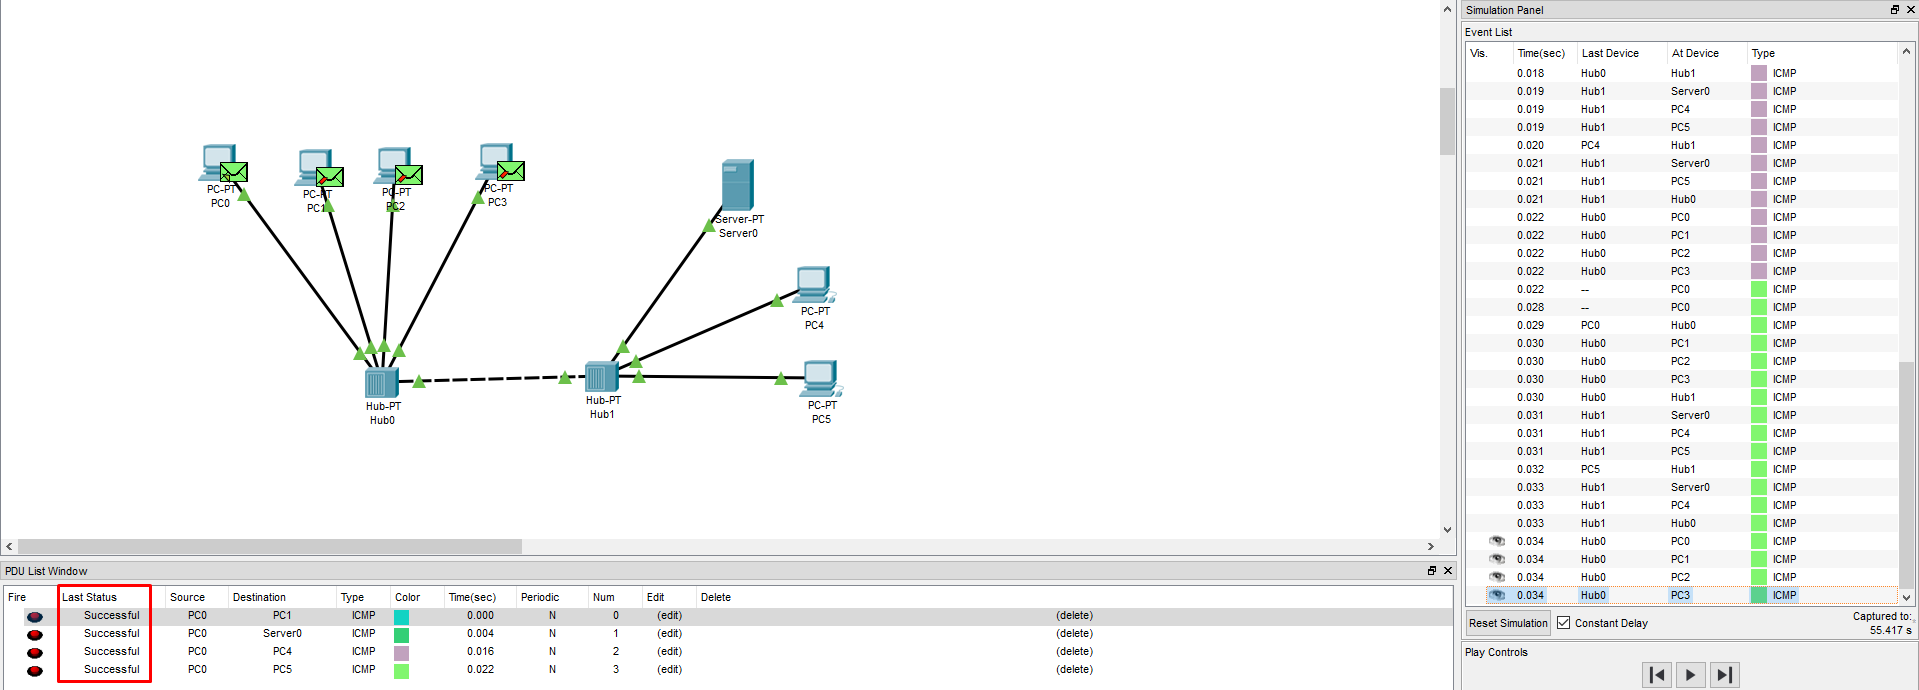 PC-PT
PC0
PC-PT
PC1
PC-PT
PC2
PC-PT
PC3
Server-PT
Server0
PC-PT
PC4
PC-PT
PC5
Hub-PT
Hub0
Hub-PT
Hub1
PDU List Window
Fire Last Status Source Destination Type Color Time(sec) Periodic Num Edit Delete
Successful PC0 PC1 ICMP 0.000 N 0 (edit) (delete)
Successful PC0 Server0 ICMP 0.004 N 1 (edit) (delete)
Successful PC0 PC4 ICMP 0.016 N 2 (edit) (delete)
Successful PC0 PC5 ICMP 0.022 N 3 (edit) (delete)
Simulation Panel
Event List
Vis. Time(sec) Last Device At Device Type
0.018 Hub0 Hub1 ICMP
0.019 Hub1 Server0 ICMP
0.019 Hub1 PC4 ICMP
0.019 Hub1 PC5 ICMP
0.020 PC4 Hub1 ICMP
0.021 Hub1 Server0 ICMP
0.021 Hub1 PC5 ICMP
0.021 Hub1 Hub0 ICMP
0.022 Hub0 PC0 ICMP
0.022 Hub0 PC1 ICMP
0.022 Hub0 PC2 ICMP
0.022 Hub0 PC3 ICMP
0.022 -- PC0 ICMP
0.028 -- PC0 ICMP
0.029 PC0 Hub0 ICMP
0.030 Hub0 PC1 ICMP
0.030 Hub0 PC2 ICMP
0.030 Hub0 PC3 ICMP
0.030 Hub0 Hub1 ICMP
0.031 Hub1 Server0 ICMP
0.031 Hub1 PC4 ICMP
0.031 Hub1 PC5 ICMP
0.032 PC5 Hub1 ICMP
0.033 Hub1 Server0 ICMP
0.033 Hub1 PC4 ICMP
0.033 Hub1 Hub0 ICMP
0.034 Hub0 PC0 ICMP
0.034 Hub0 PC1 ICMP
0.034 Hub0 PC2 ICMP
0.034 Hub0 PC3 ICMP
Reset Simulation Constant Delay Captured to:
55.417 s
Play Controls